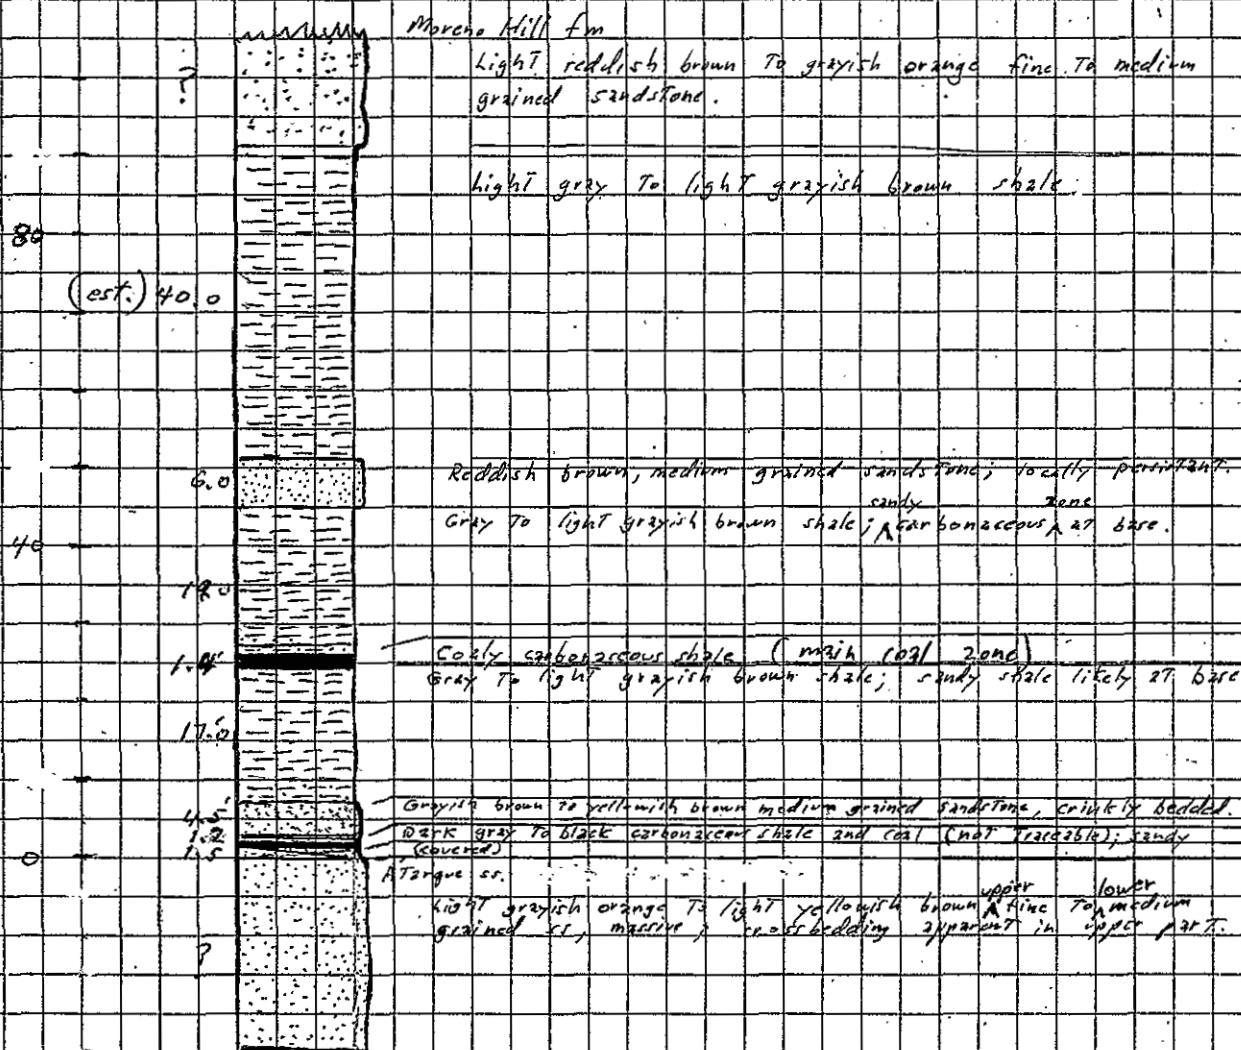 Moreno Hill fm
?
Light reddish brown To grayish orange fine To medium
grained sandstone.
Light gray To light grayish brown shale.
80
(est.) 40.0
6.0
Reddish brown, medium grained sandstone; locally persistant.
sandy zone
Gray To light grayish brown shale; ∧ carbonaceous ∧ at base.
40
Coaly carbonaceous shale (main coal zone)
1.4'
Gray To light grayish brown shale; sandy shale likely at base
17.0
Grayish brown to yellowish brown medium grained sandstone, crinkly bedded.
4.5'
Dark gray To black carbonaceous shale and coal (not Traceable); sandy
(covered)
1.5
0
ATarque ss.
upper lower
Light grayish orange To light yellowish brown ∧ fine To ∧ medium
grained ss, massive; crossbedding apparent in upper part.
?